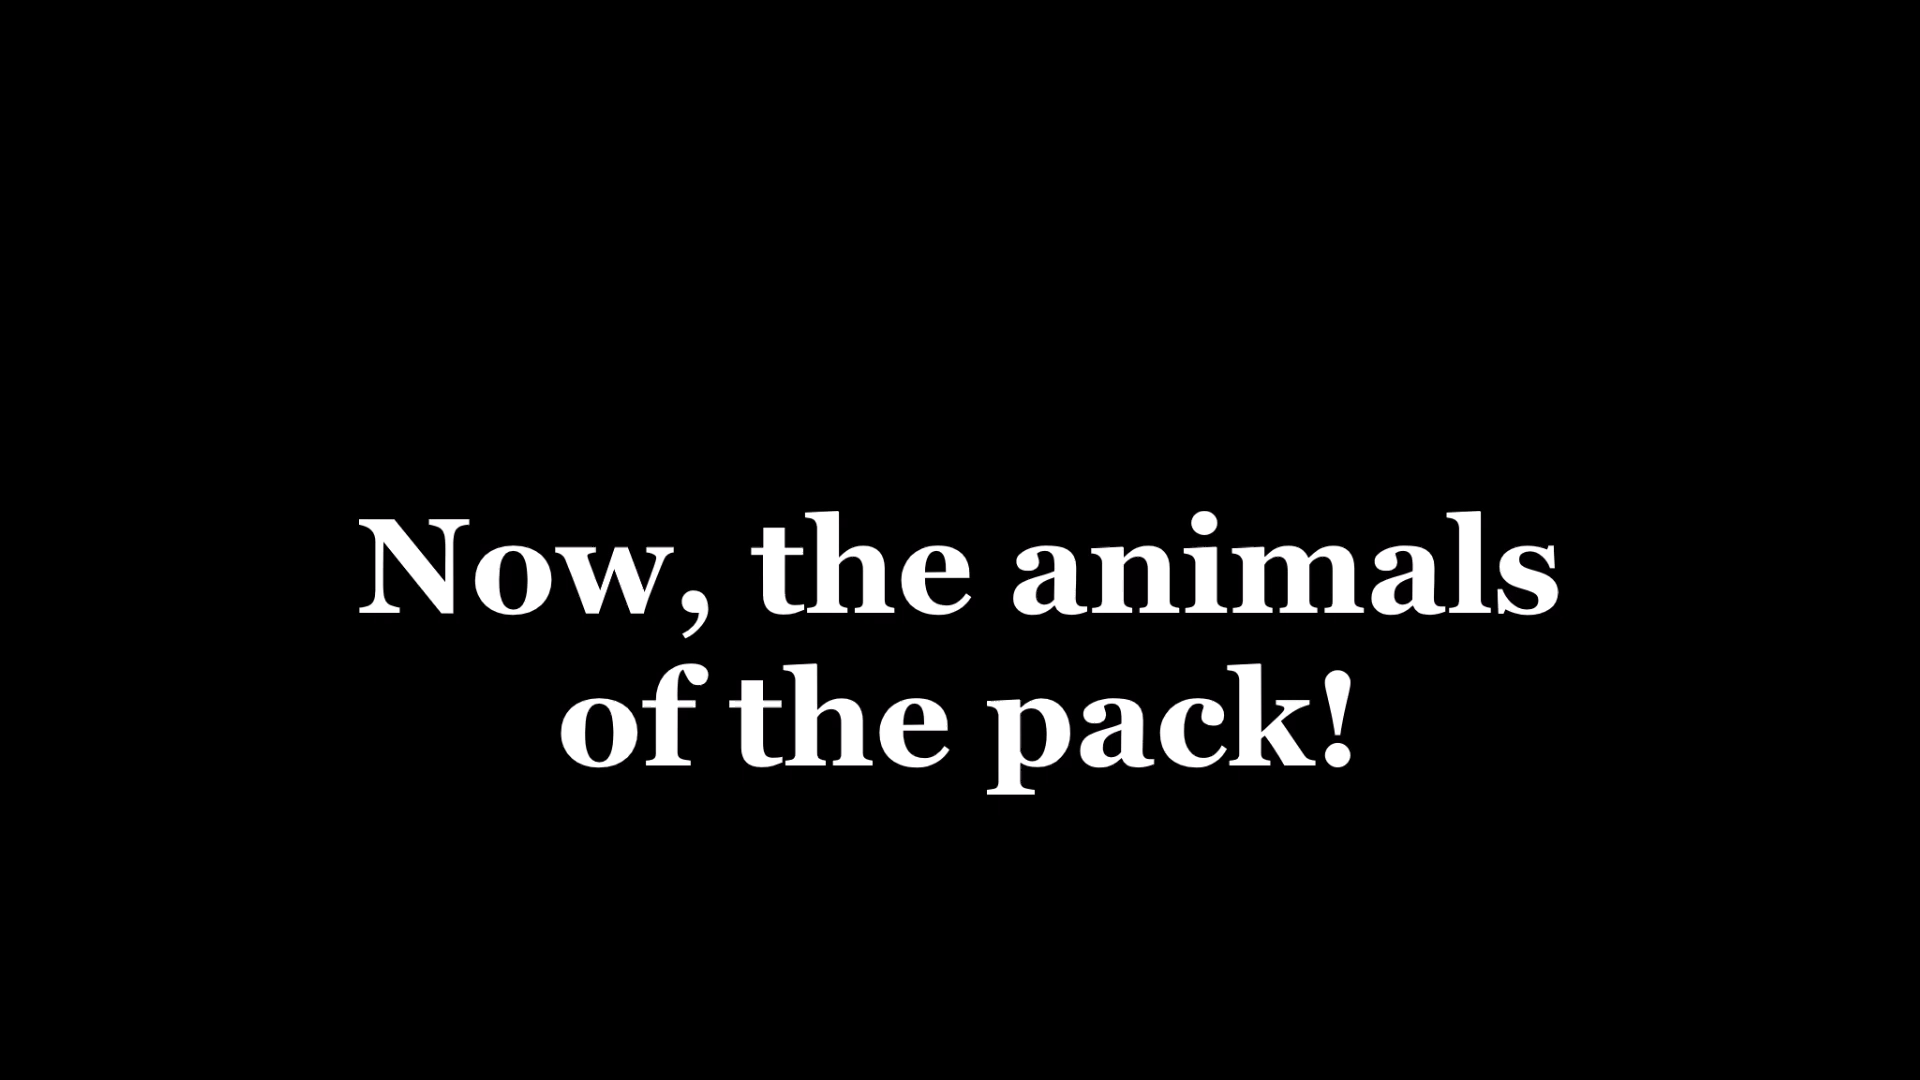 Now, the animals
of the pack!